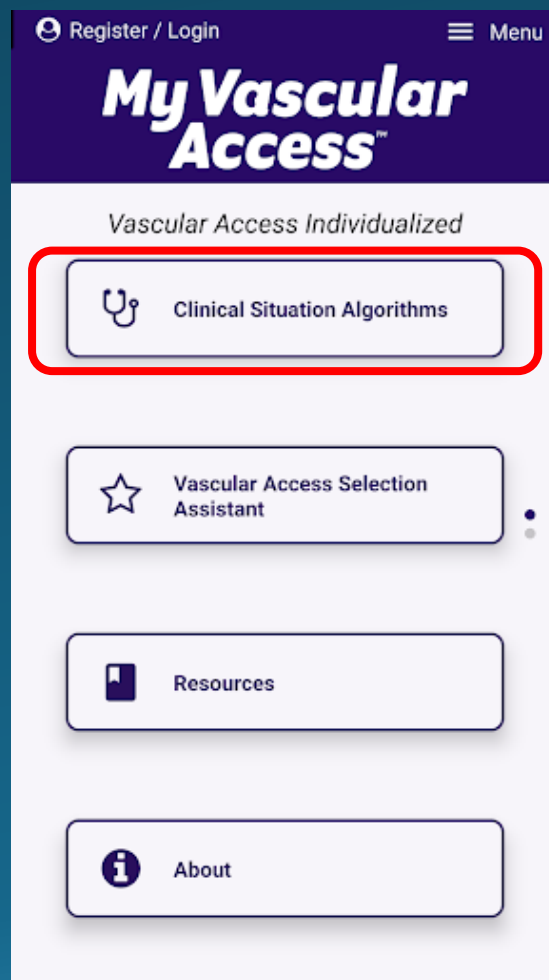 Register / Login
Menu
My Vascular
Access™
Vascular Access Individualized
Clinical Situation Algorithms
Vascular Access Selection
Assistant
Resources
About